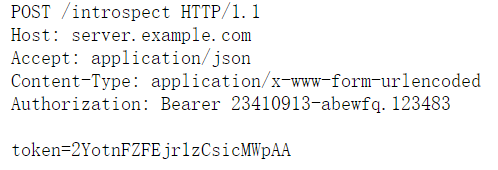 POST /introspect HTTP/1.1
Host: server.example.com
Accept: application/json
Content-Type: application/x-www-form-urlencoded
Authorization: Bearer 23410913-abewfq.123483
token=2YotnFZFEjr1zCsicMWpAA